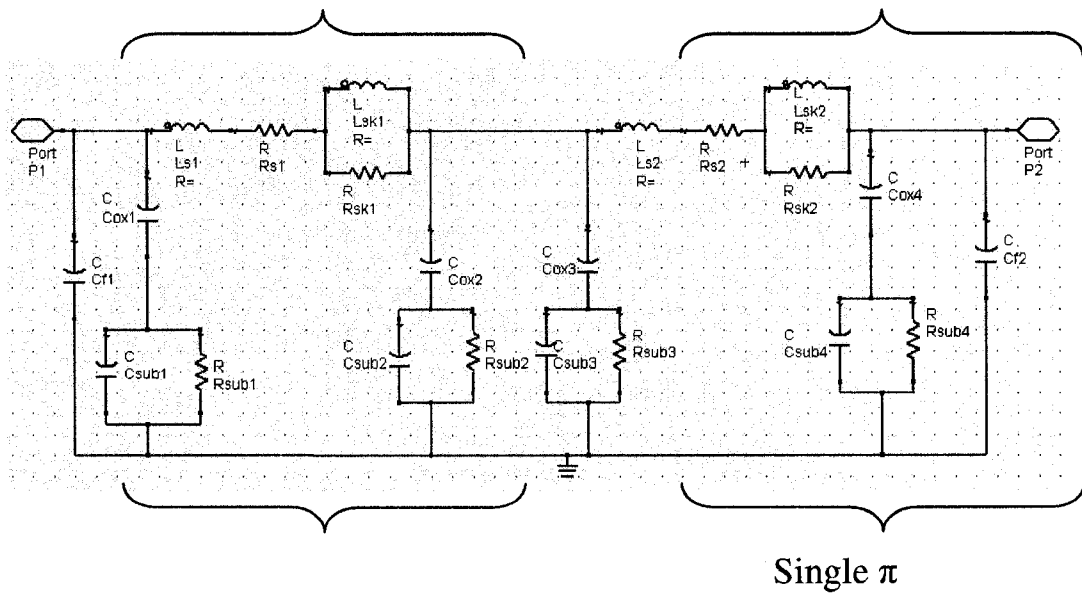 L
Lsk1
R=
L
Lsk2
R=
Port
P1
L
Ls1
R=
R
Rs1
R
Rsk1
L
Ls2
R=
R
Rs2
+
R
Rsk2
Port
P2
C
Cox1
C
Cox4
C
Cf1
C
Cox2
C
Cox3
C
Cf2
C
Csub1
R
Rsub1
C
Csub2
R
Rsub2
C
Csub3
R
Rsub3
C
Csub4
R
Rsub4
Single π